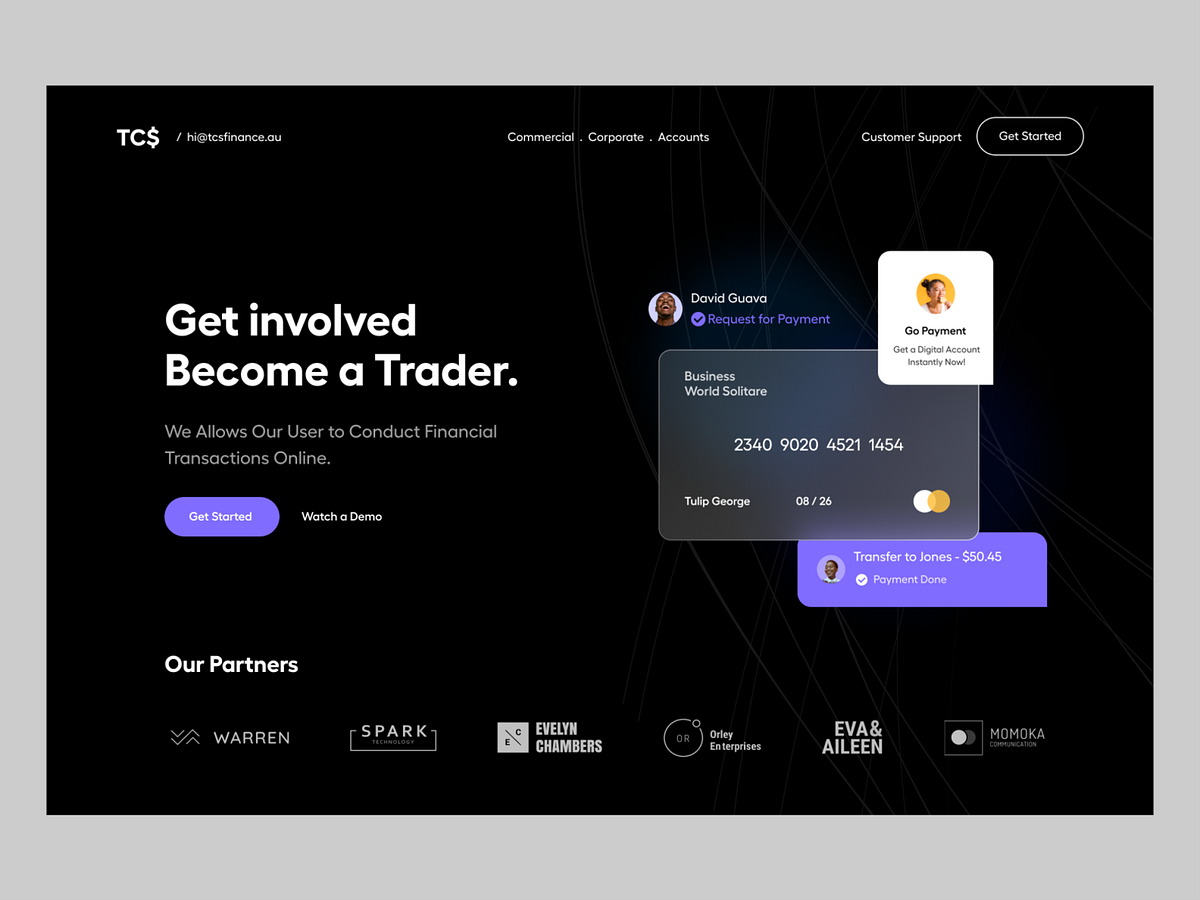 TC$ / hi@tcsfinance.au
Commercial . Corporate . Accounts
Customer Support
Get Started
Get involved
Become a Trader.
We Allows Our User to Conduct Financial
Transactions Online.
Get Started
Watch a Demo
David Guava
Request for Payment
Go Payment
Get a Digital Account
Instantly Now!
Business
World Solitare
2340 9020 4521 1454
Tulip George
08 / 26
Transfer to Jones - $50.45
Payment Done
Our Partners
WARREN
SPARK
TECHNOLOGY
E C
EVELYN
CHAMBERS
OR
Orley
Enterprises
EVA&
AILEEN
MOMOKA
COMMUNICATION